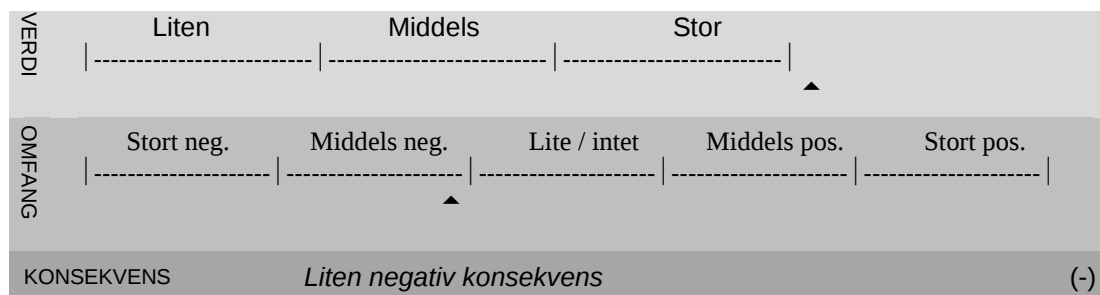 VERDI
Liten Middels Stor
|--------------------------|--------------------------|--------------------------|
OMFANG
Stort neg. Middels neg. Lite / intet Middels pos. Stort pos.
|---------------------|---------------------|---------------------|---------------------|---------------------|
KONSEKVENS Liten negativ konsekvens (-)